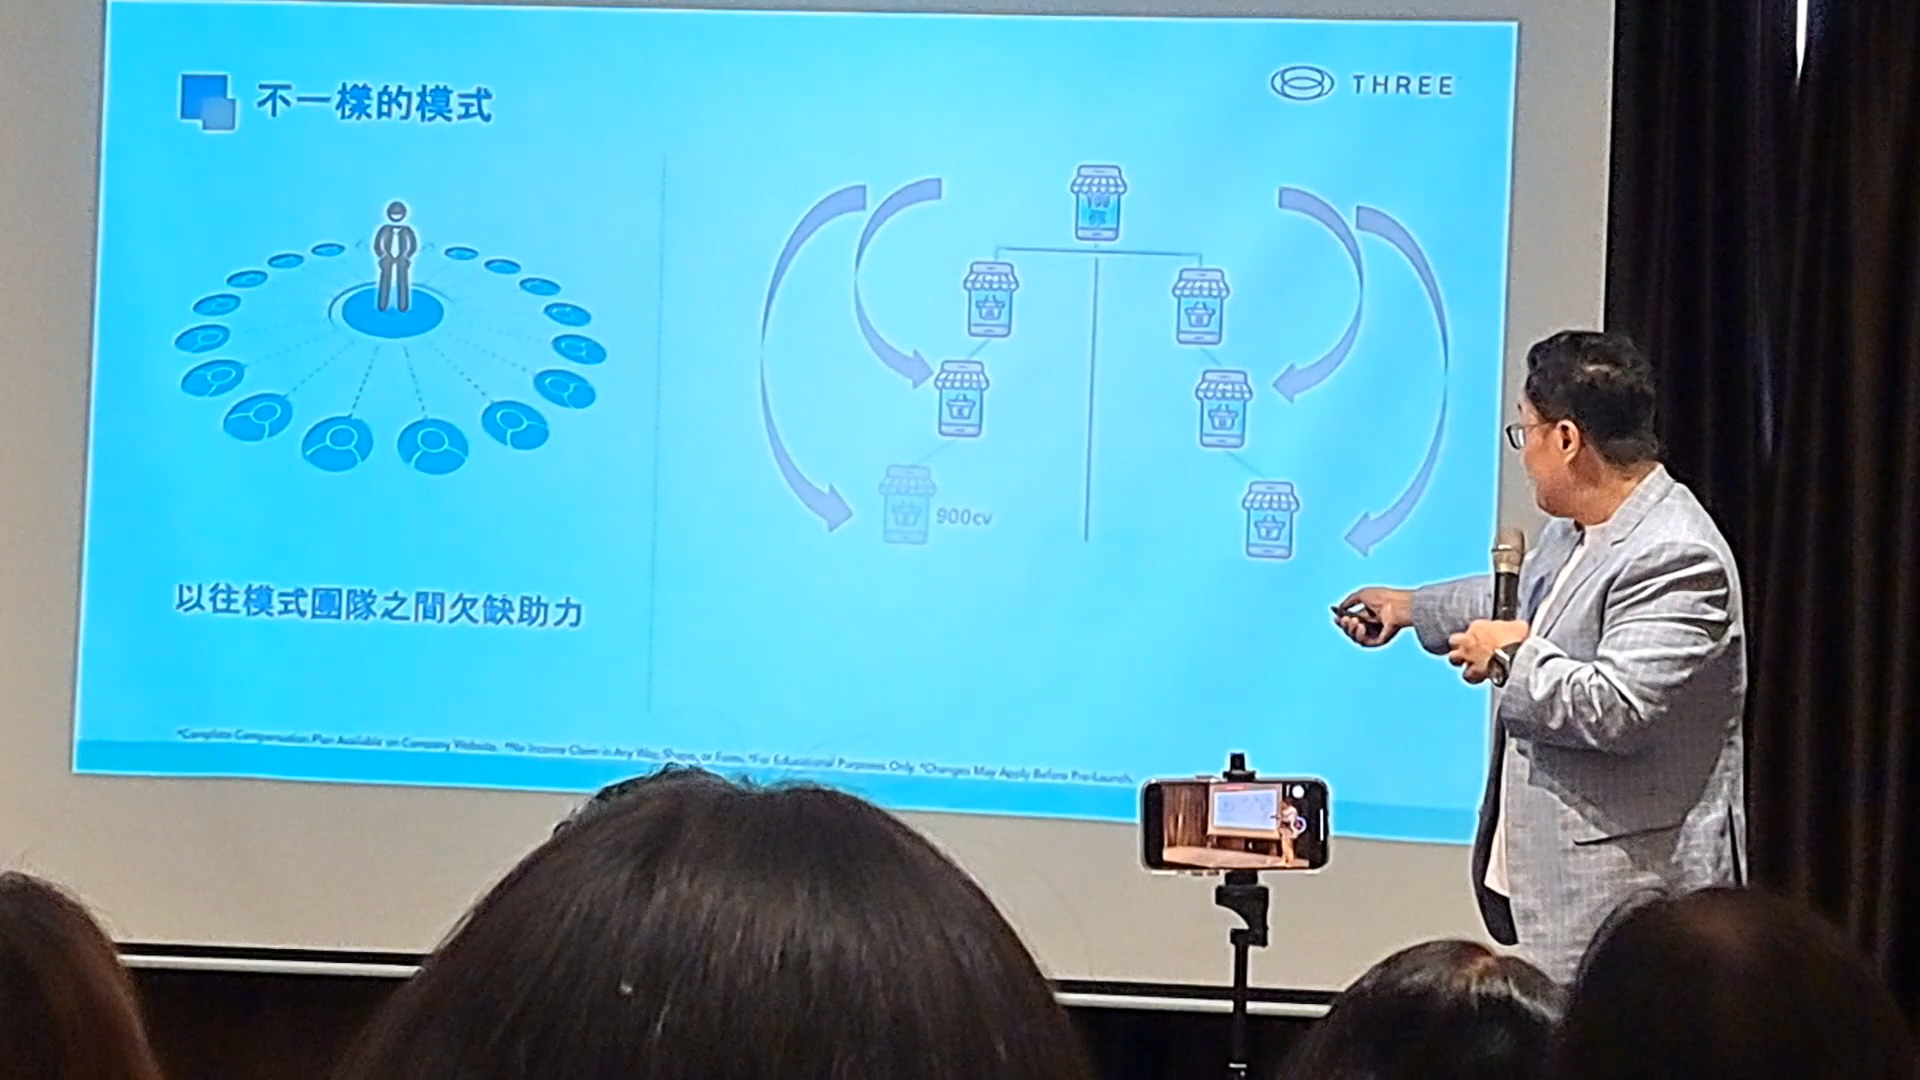 不一樣的模式
THREE
YOU
900cv
以往模式團隊之間欠缺助力
*Complete Compensation Plan Available on Company Website. *No Income Claim in Any Way, Shape, or Form. *For Educational Purposes Only. *Changes May Apply Before Pre-Launch.